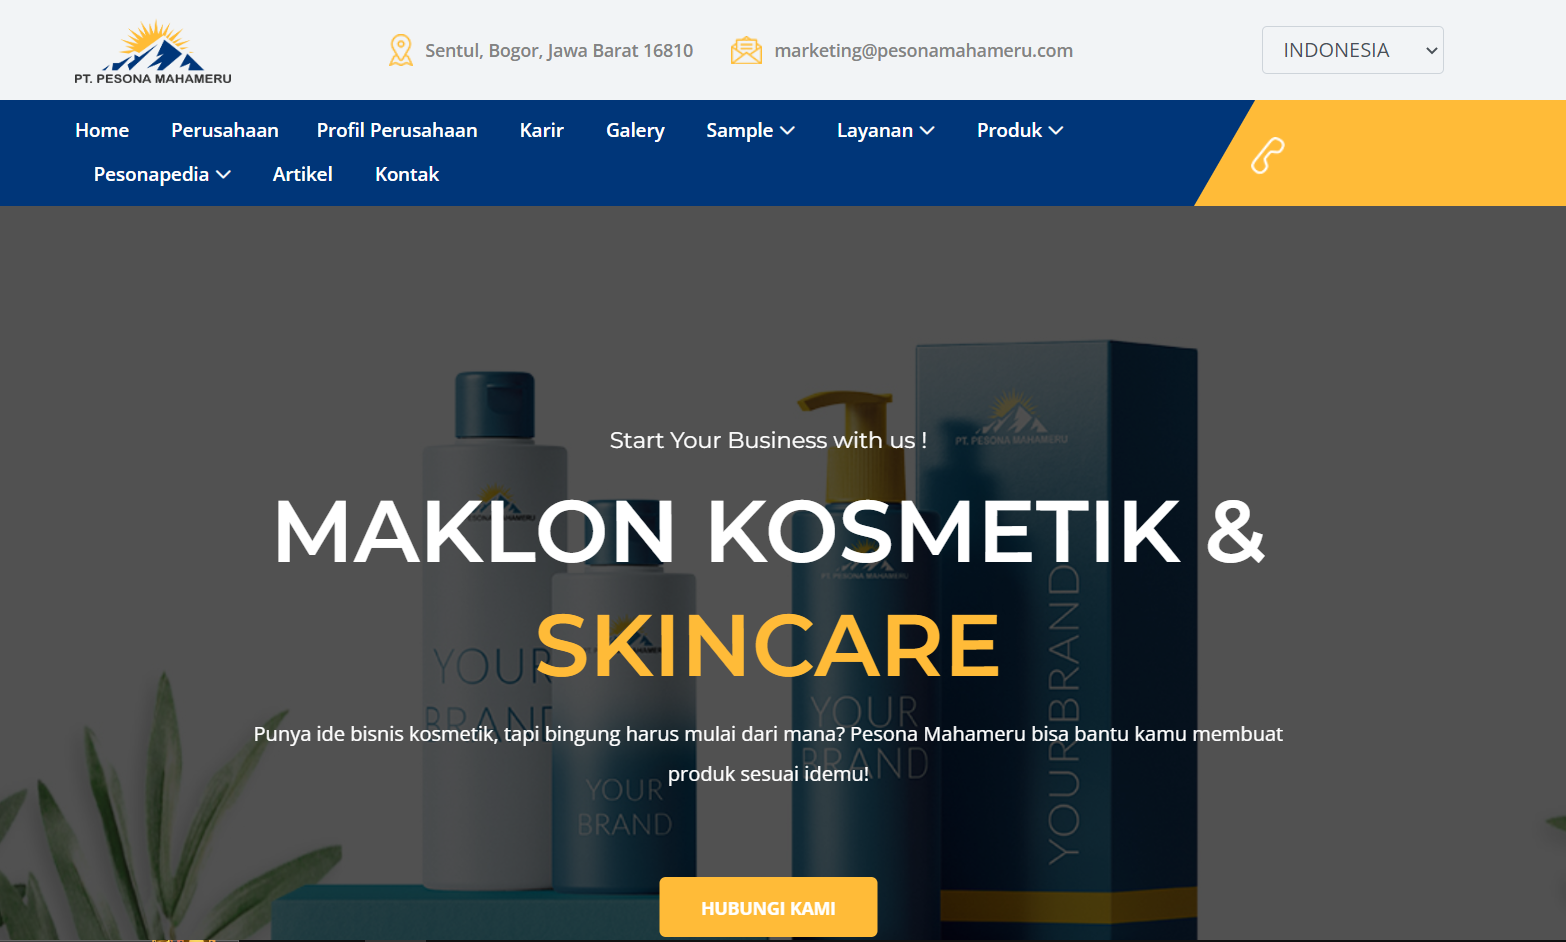 PT. PESONA MAHAMERU
Sentul, Bogor, Jawa Barat 16810
marketing@pesonamahameru.com
INDONESIA
Home Perusahaan Profil Perusahaan Karir Galery Sample Layanan Produk
Pesonapedia Artikel Kontak
PT. PESONA MAHAMERU
Start Your Business with us !
MAKLON KOSMETIK &
SKINCARE
PT. PESONA MAHAMERU
YOUR
BRAND
YOUR
BRAND
YOUR
BRAND
YOUR BRAND
Punya ide bisnis kosmetik, tapi bingung harus mulai dari mana? Pesona Mahameru bisa bantu kamu membuat
produk sesuai idemu!
HUBUNGI KAMI